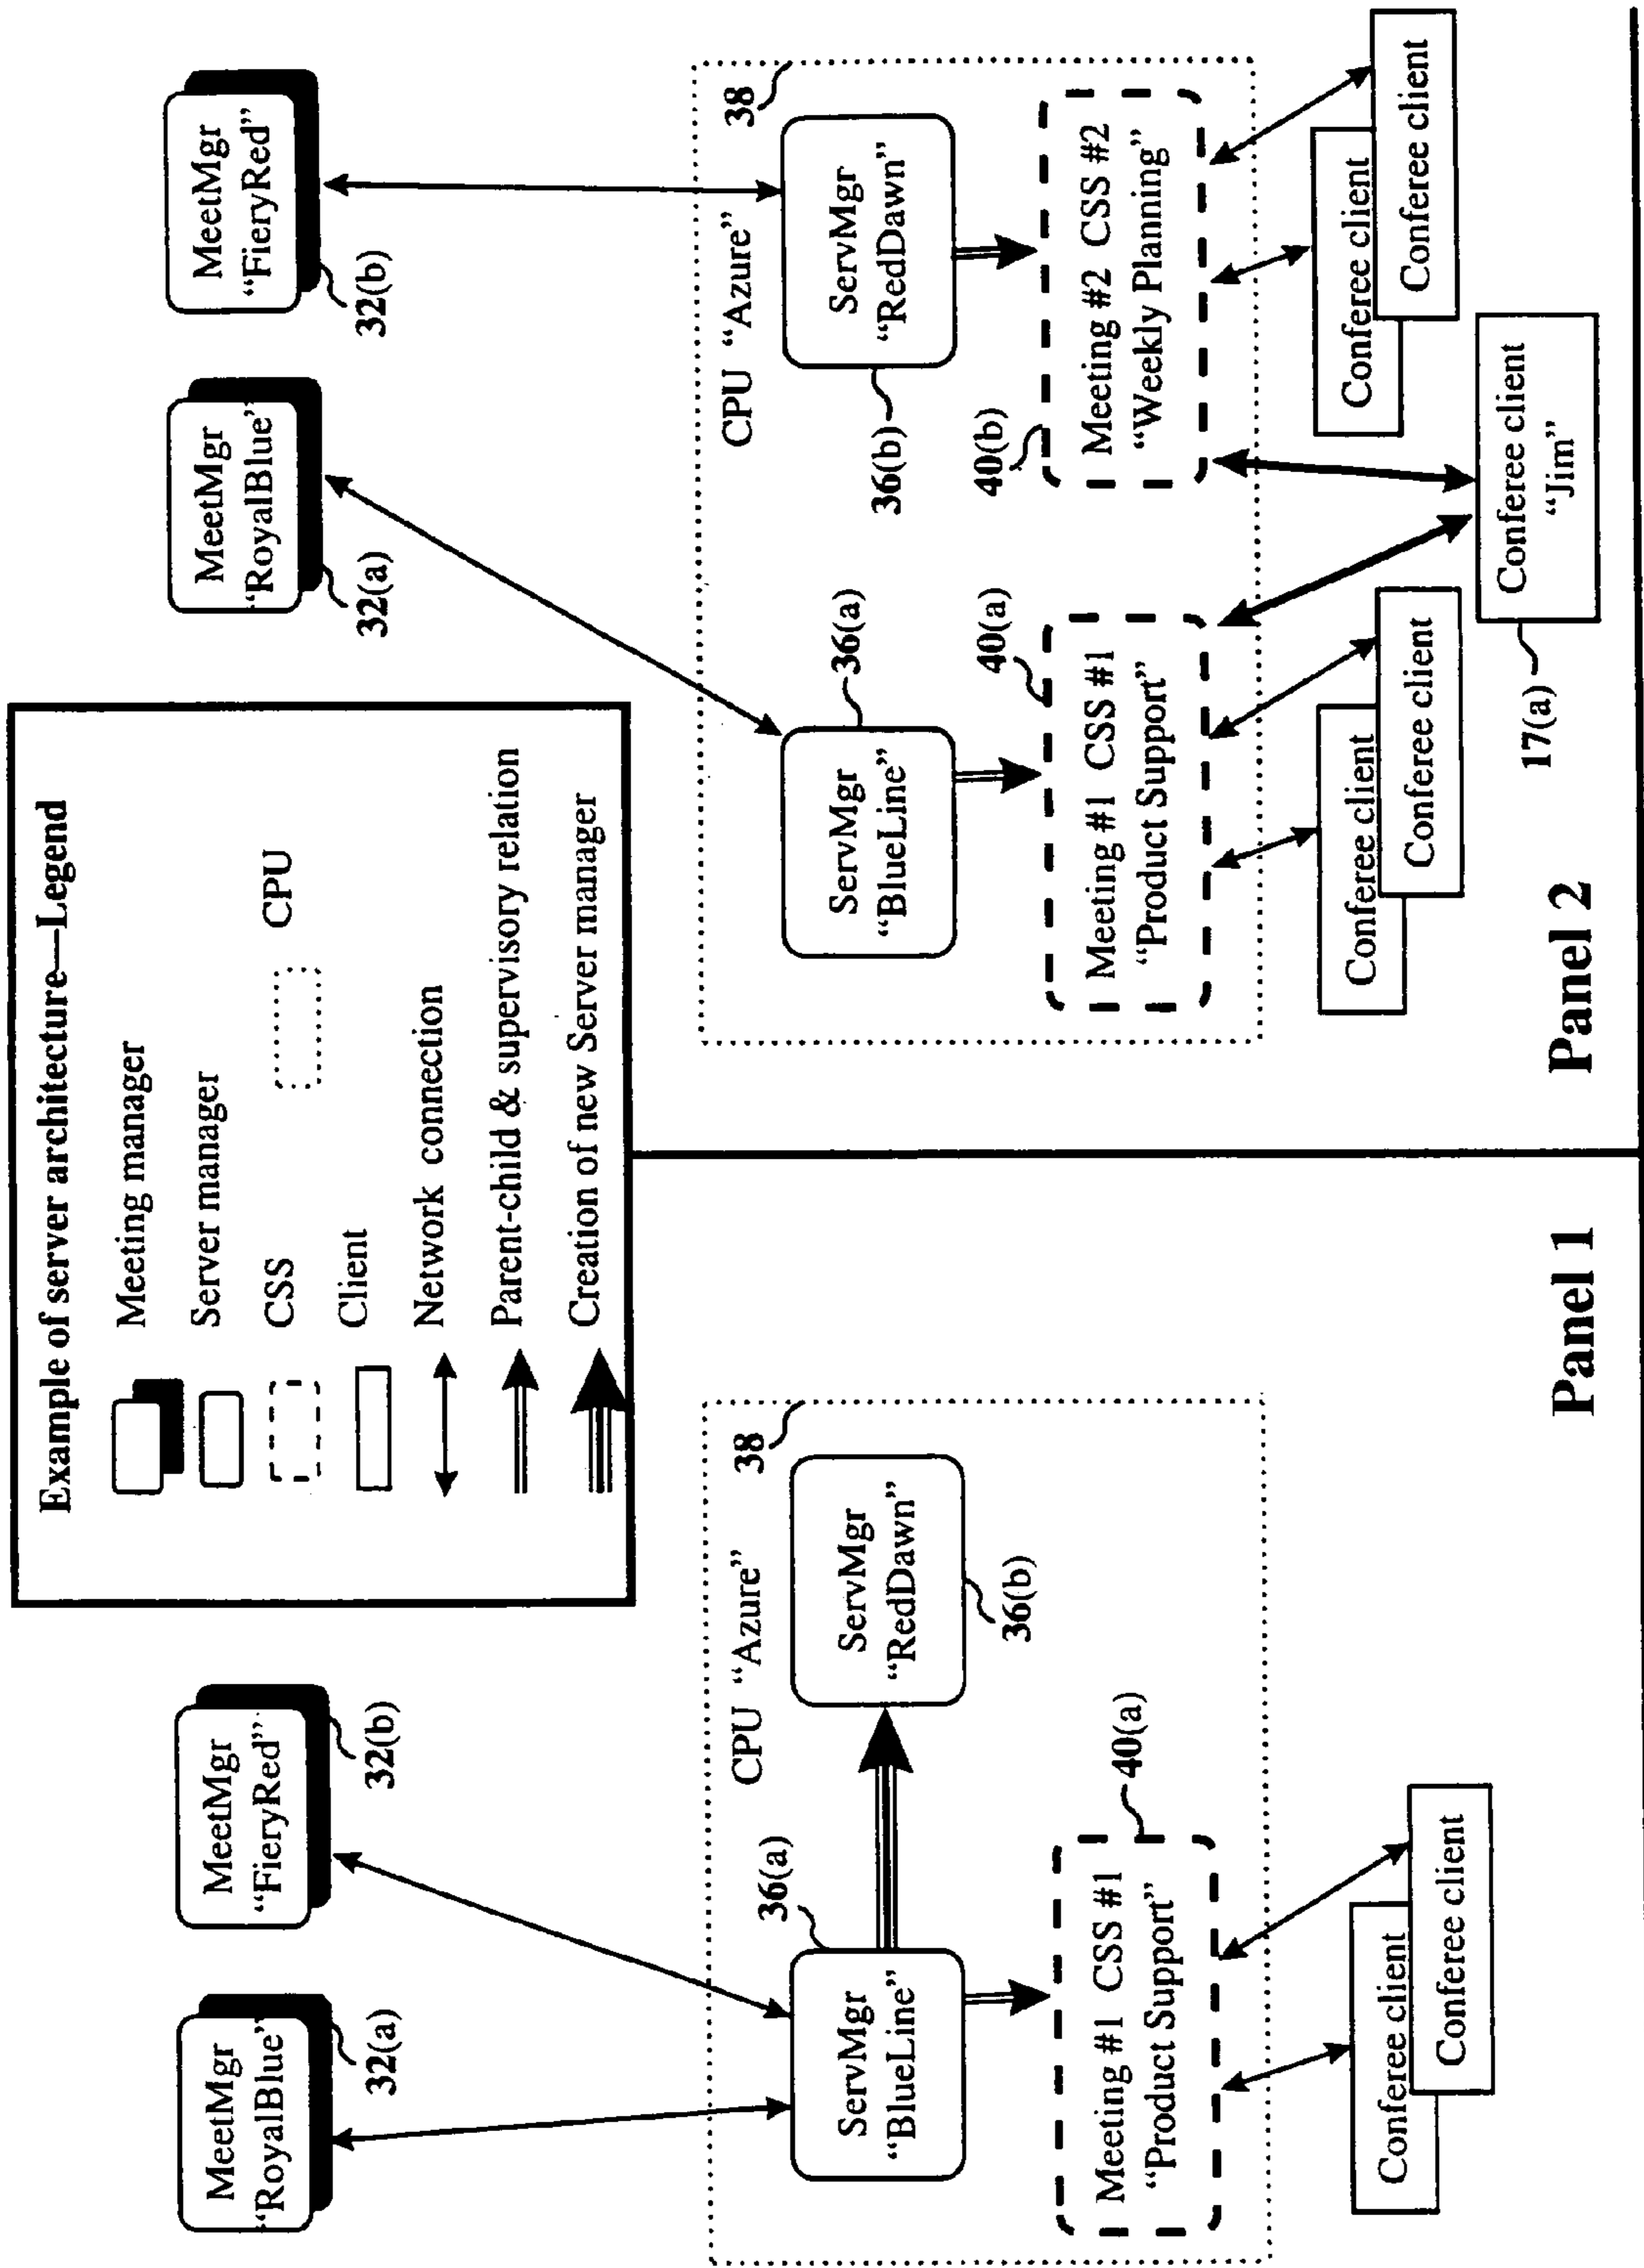 Example of server architecture—Legend
Meeting manager
Server manager
CSS
CPU
Client
Network connection
Parent-child & supervisory relation
Creation of new Server manager
MeetMgr
“RoyalBlue”
32(a)
MeetMgr
“FieryRed”
32(b)
CPU “Azure”
38
36(a)
ServMgr
“BlueLine”
ServMgr
“RedDawn”
36(b)
Meeting #1 CSS #1
“Product Support”
40(a)
Conferee client
Conferee client
Panel 1
MeetMgr
“RoyalBlue”
32(a)
MeetMgr
“FieryRed”
32(b)
CPU “Azure”
38
ServMgr
“BlueLine”
36(a)
ServMgr
“RedDawn”
36(b)
40(a)
Meeting #1 CSS #1
“Product Support”
40(b)
Meeting #2 CSS #2
“Weekly Planning”
Conferee client
Conferee client
Conferee client
Conferee client
Conferee client
“Jim”
17(a)
Panel 2